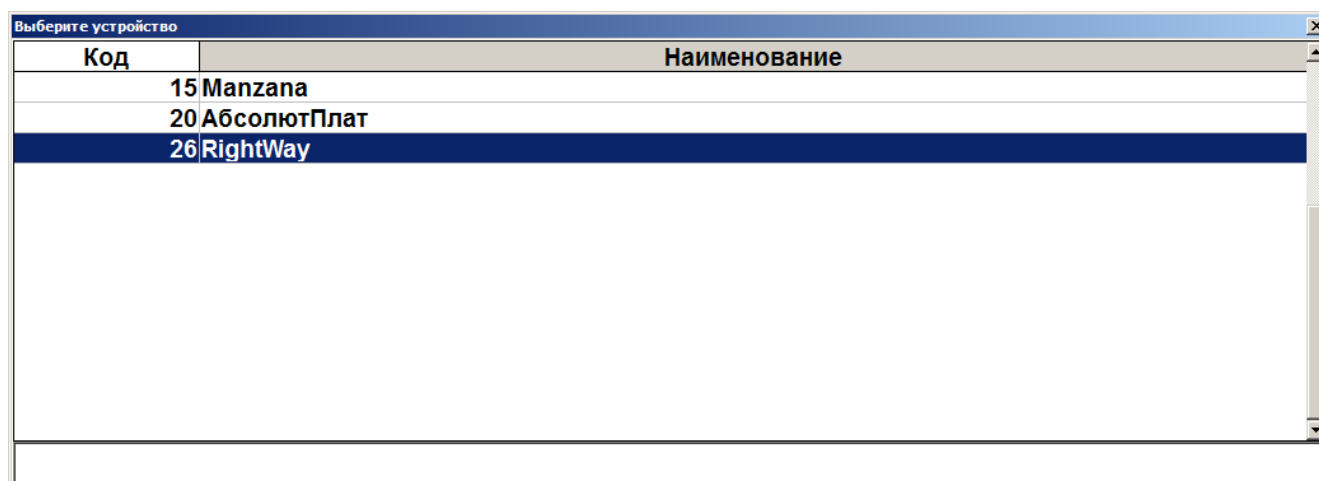 Выберите устройство
Код Наименование
15 Manzana
20 АбсолютПлат
26 RightWay